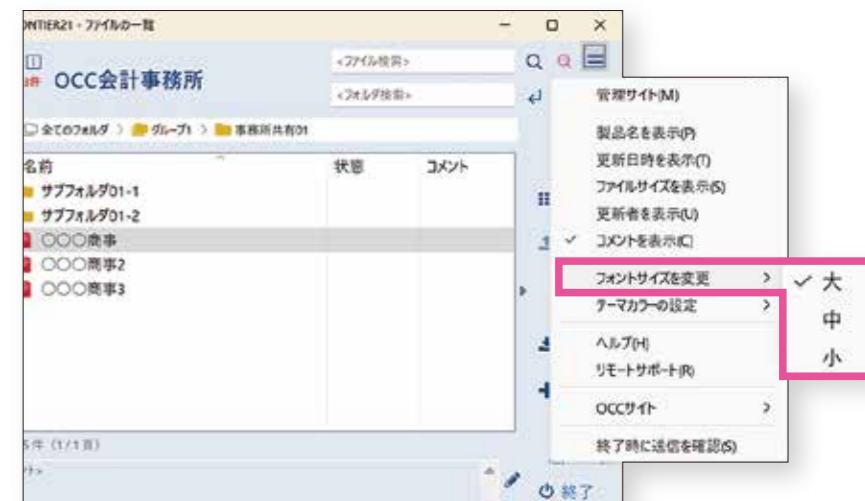 ONTIER21 - ファイルの一覧
OCC会計事務所
<ファイル検索>
<フォルダ検索>
全てのフォルダ > グループ1 > 事務所共有01
名前 状態 コメント
サブフォルダ01-1
サブフォルダ01-2
〇〇〇商事
〇〇〇商事2
〇〇〇商事3
5件 (1/1頁)
終了
管理サイト(M)
製品名を表示(P)
更新日時を表示(T)
ファイルサイズを表示(S)
更新者を表示(U)
✓ コメントを表示(C)
フォントサイズを変更 >
テーマカラーの設定 >
ヘルプ(H)
リモートサポート(R)
OCCサイト >
終了時に送信を確認(S)
✓ 大
中
小